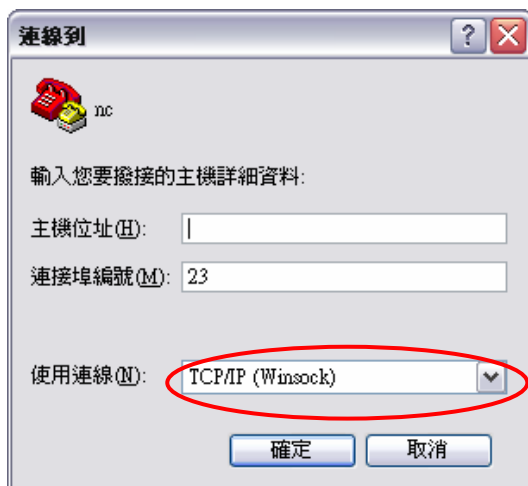 連線到
nc
輸入您要撥接的主機詳細資料:
主機位址(H):
連接埠編號(M): 23
使用連線(N): TCP/IP (Winsock)
確定 取消